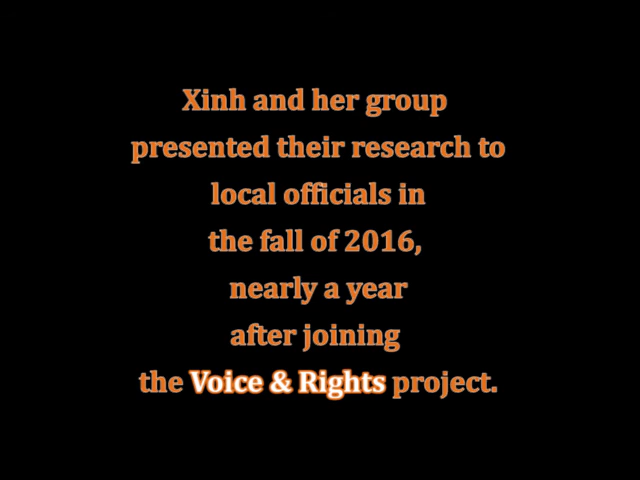 Xinh and her group
presented their research to
local officials in
the fall of 2016,
nearly a year
after joining
the Voice & Rights project.